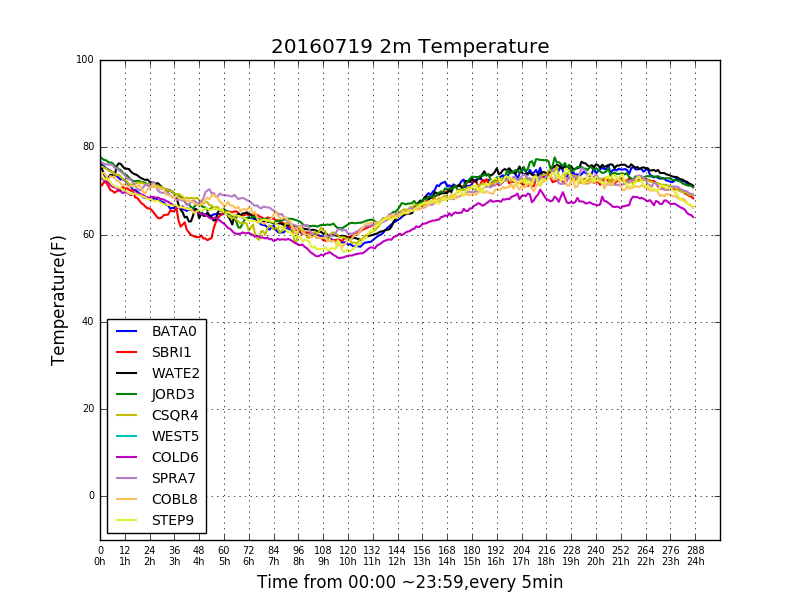 20160719 2m Temperature
100
80
60
40
20
0
Temperature(F)
BATA0
SBRI1
WATE2
JORD3
CSQR4
WEST5
COLD6
SPRA7
COBL8
STEP9
0 12 24 36 48 60 72 84 96 108 120 132 144 156 168 180 192 204 216 228 240 252 264 276 288
0h 1h 2h 3h 4h 5h 6h 7h 8h 9h 10h 11h 12h 13h 14h 15h 16h 17h 18h 19h 20h 21h 22h 23h 24h
Time from 00:00 ~23:59,every 5min